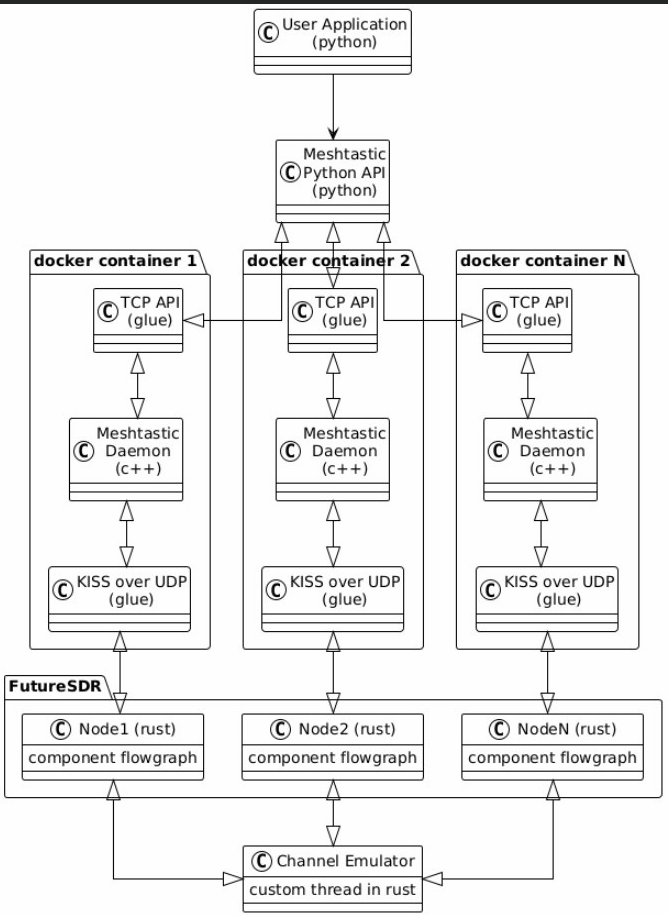 C User Application
(python)
Meshtastic
C Python API
(python)
docker container 1
docker container 2
docker container N
C TCP API
(glue)
C TCP API
(glue)
C TCP API
(glue)
Meshtastic
C Daemon
(c++)
Meshtastic
C Daemon
(c++)
Meshtastic
C Daemon
(c++)
C KISS over UDP
(glue)
C KISS over UDP
(glue)
C KISS over UDP
(glue)
FutureSDR
C Node1 (rust)
component flowgraph
C Node2 (rust)
component flowgraph
C NodeN (rust)
component flowgraph
C Channel Emulator
custom thread in rust